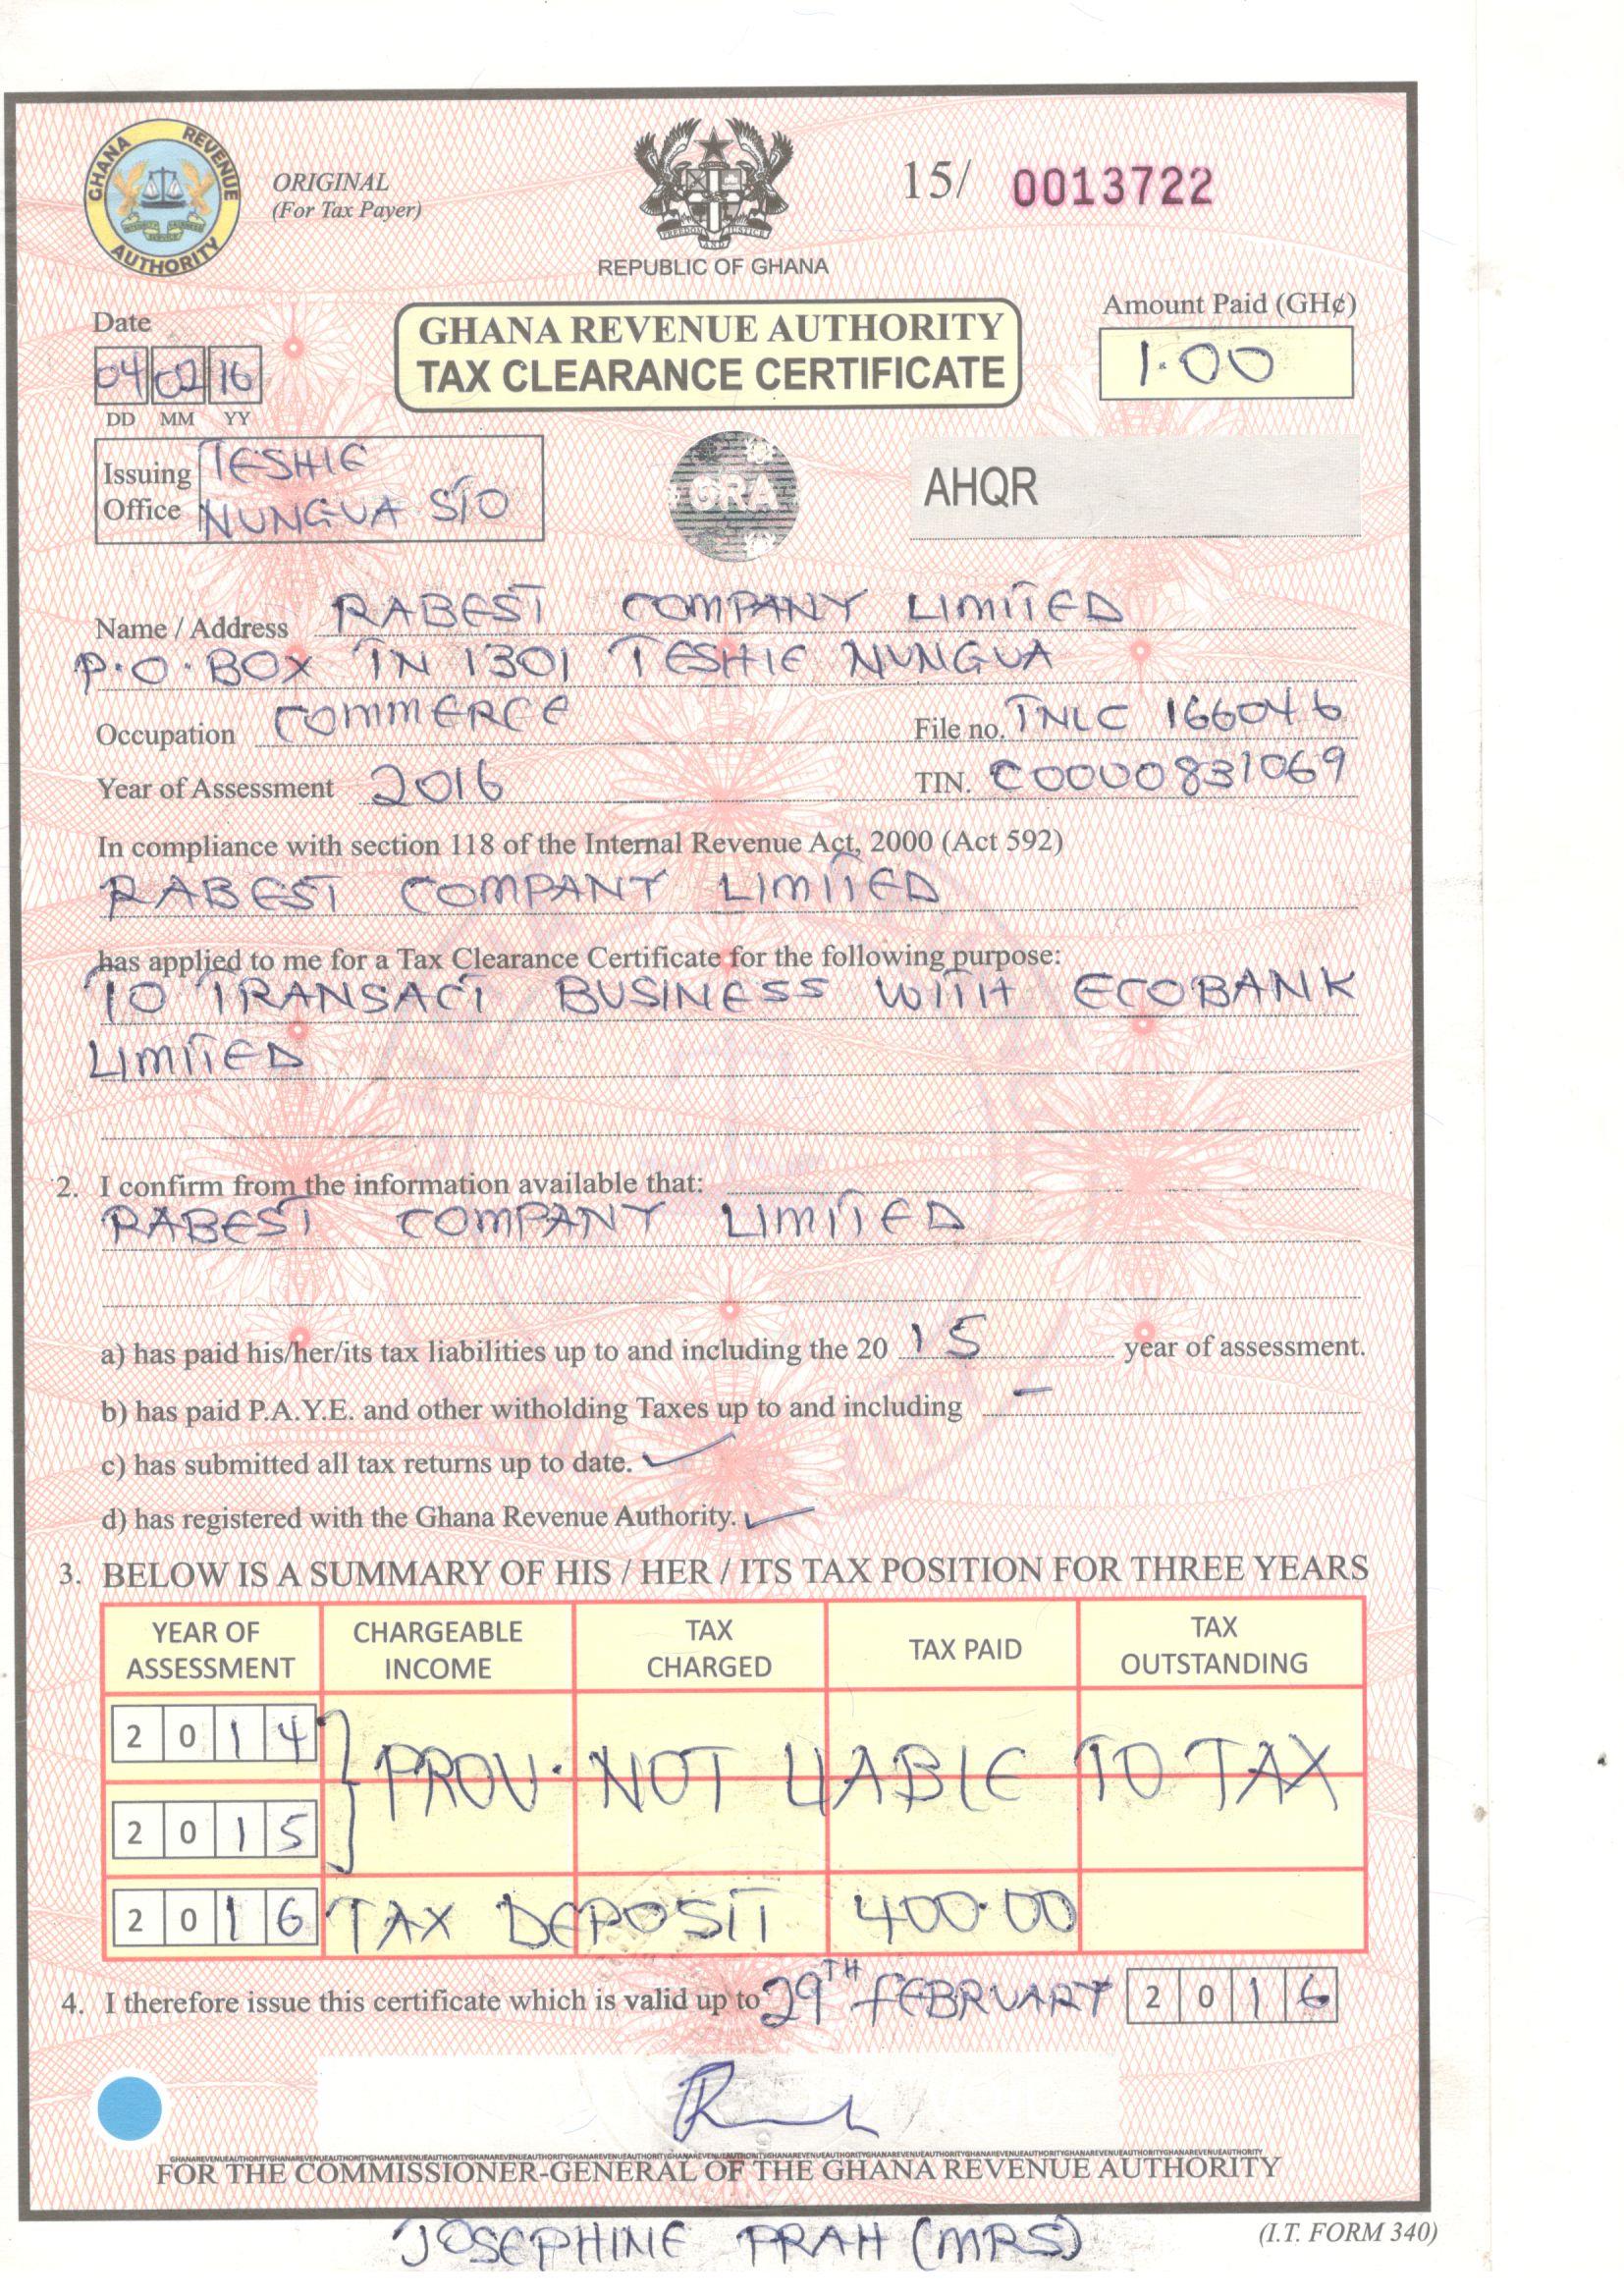 GHANA REVENUE AUTHORITY
ORIGINAL
(For Tax Payer)
FREEDOM AND JUSTICE
REPUBLIC OF GHANA
15/ 0013722
Date
04 02 16
DD MM YY
GHANA REVENUE AUTHORITY
TAX CLEARANCE CERTIFICATE
Amount Paid (GH¢)
1.00
Issuing Office TESHIE
NUNGUA S/O
GRA
AHQR
Name / Address RABEST COMPANY LIMITED
P.O. BOX TN 1301 TESHIE NUNGUA
Occupation COMMERCE File no. TNLC 166046
Year of Assessment 2016 TIN. C0000831069
In compliance with section 118 of the Internal Revenue Act, 2000 (Act 592)
RABEST COMPANY LIMITED
has applied to me for a Tax Clearance Certificate for the following purpose:
TO TRANSACT BUSINESS WITH ECOBANK
LIMITED
2. I confirm from the information available that:
RABEST COMPANY LIMITED
a) has paid his/her/its tax liabilities up to and including the 20 15 year of assessment.
b) has paid P.A.Y.E. and other witholding Taxes up to and including –
c) has submitted all tax returns up to date. ✓
d) has registered with the Ghana Revenue Authority. ✓
3. BELOW IS A SUMMARY OF HIS / HER / ITS TAX POSITION FOR THREE YEARS
YEAR OF ASSESSMENT CHARGEABLE INCOME TAX CHARGED TAX PAID TAX OUTSTANDING
2014 } PROV. NOT LIABLE TO TAX
2015
2016 TAX DEPOSIT 400.00
4. I therefore issue this certificate which is valid up to 29TH FEBRUARY 2016
FOR THE COMMISSIONER-GENERAL OF THE GHANA REVENUE AUTHORITY
JOSEPHINE PRAH (MRS)
(I.T. FORM 340)